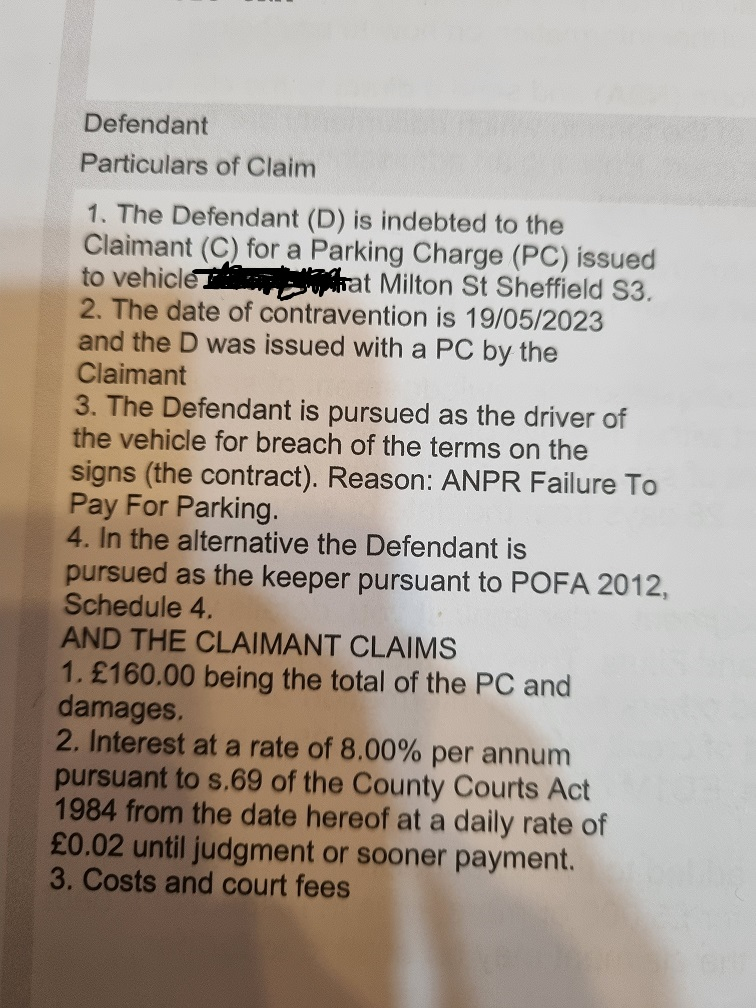 Defendant
Particulars of Claim
1. The Defendant (D) is indebted to the
Claimant (C) for a Parking Charge (PC) issued
to vehicle at Milton St Sheffield S3.
2. The date of contravention is 19/05/2023
and the D was issued with a PC by the
Claimant
3. The Defendant is pursued as the driver of
the vehicle for breach of the terms on the
signs (the contract). Reason: ANPR Failure To
Pay For Parking.
4. In the alternative the Defendant is
pursued as the keeper pursuant to POFA 2012,
Schedule 4.
AND THE CLAIMANT CLAIMS
1. £160.00 being the total of the PC and
damages.
2. Interest at a rate of 8.00% per annum
pursuant to s.69 of the County Courts Act
1984 from the date hereof at a daily rate of
£0.02 until judgment or sooner payment.
3. Costs and court fees